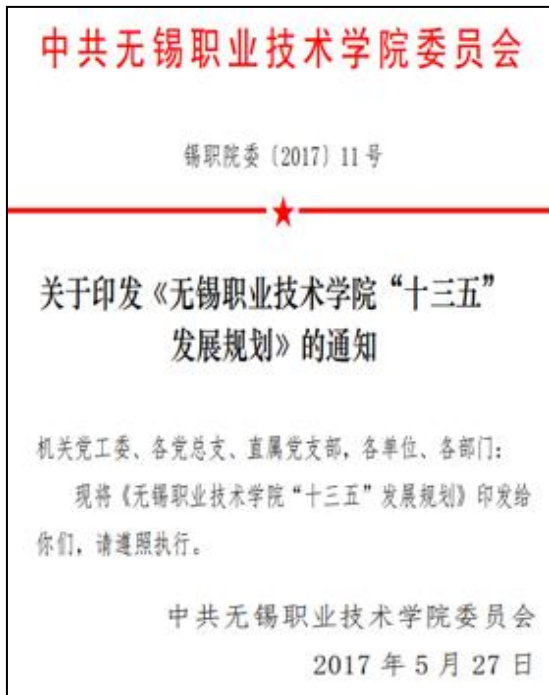 中共无锡职业技术学院委员会
锡职院委〔2017〕11号
关于印发《无锡职业技术学院“十三五”
发展规划》的通知
机关党工委、各党总支、直属党支部，各单位、各部门：
现将《无锡职业技术学院“十三五”发展规划》印发给
你们，请遵照执行。
中共无锡职业技术学院委员会
2017年5月27日